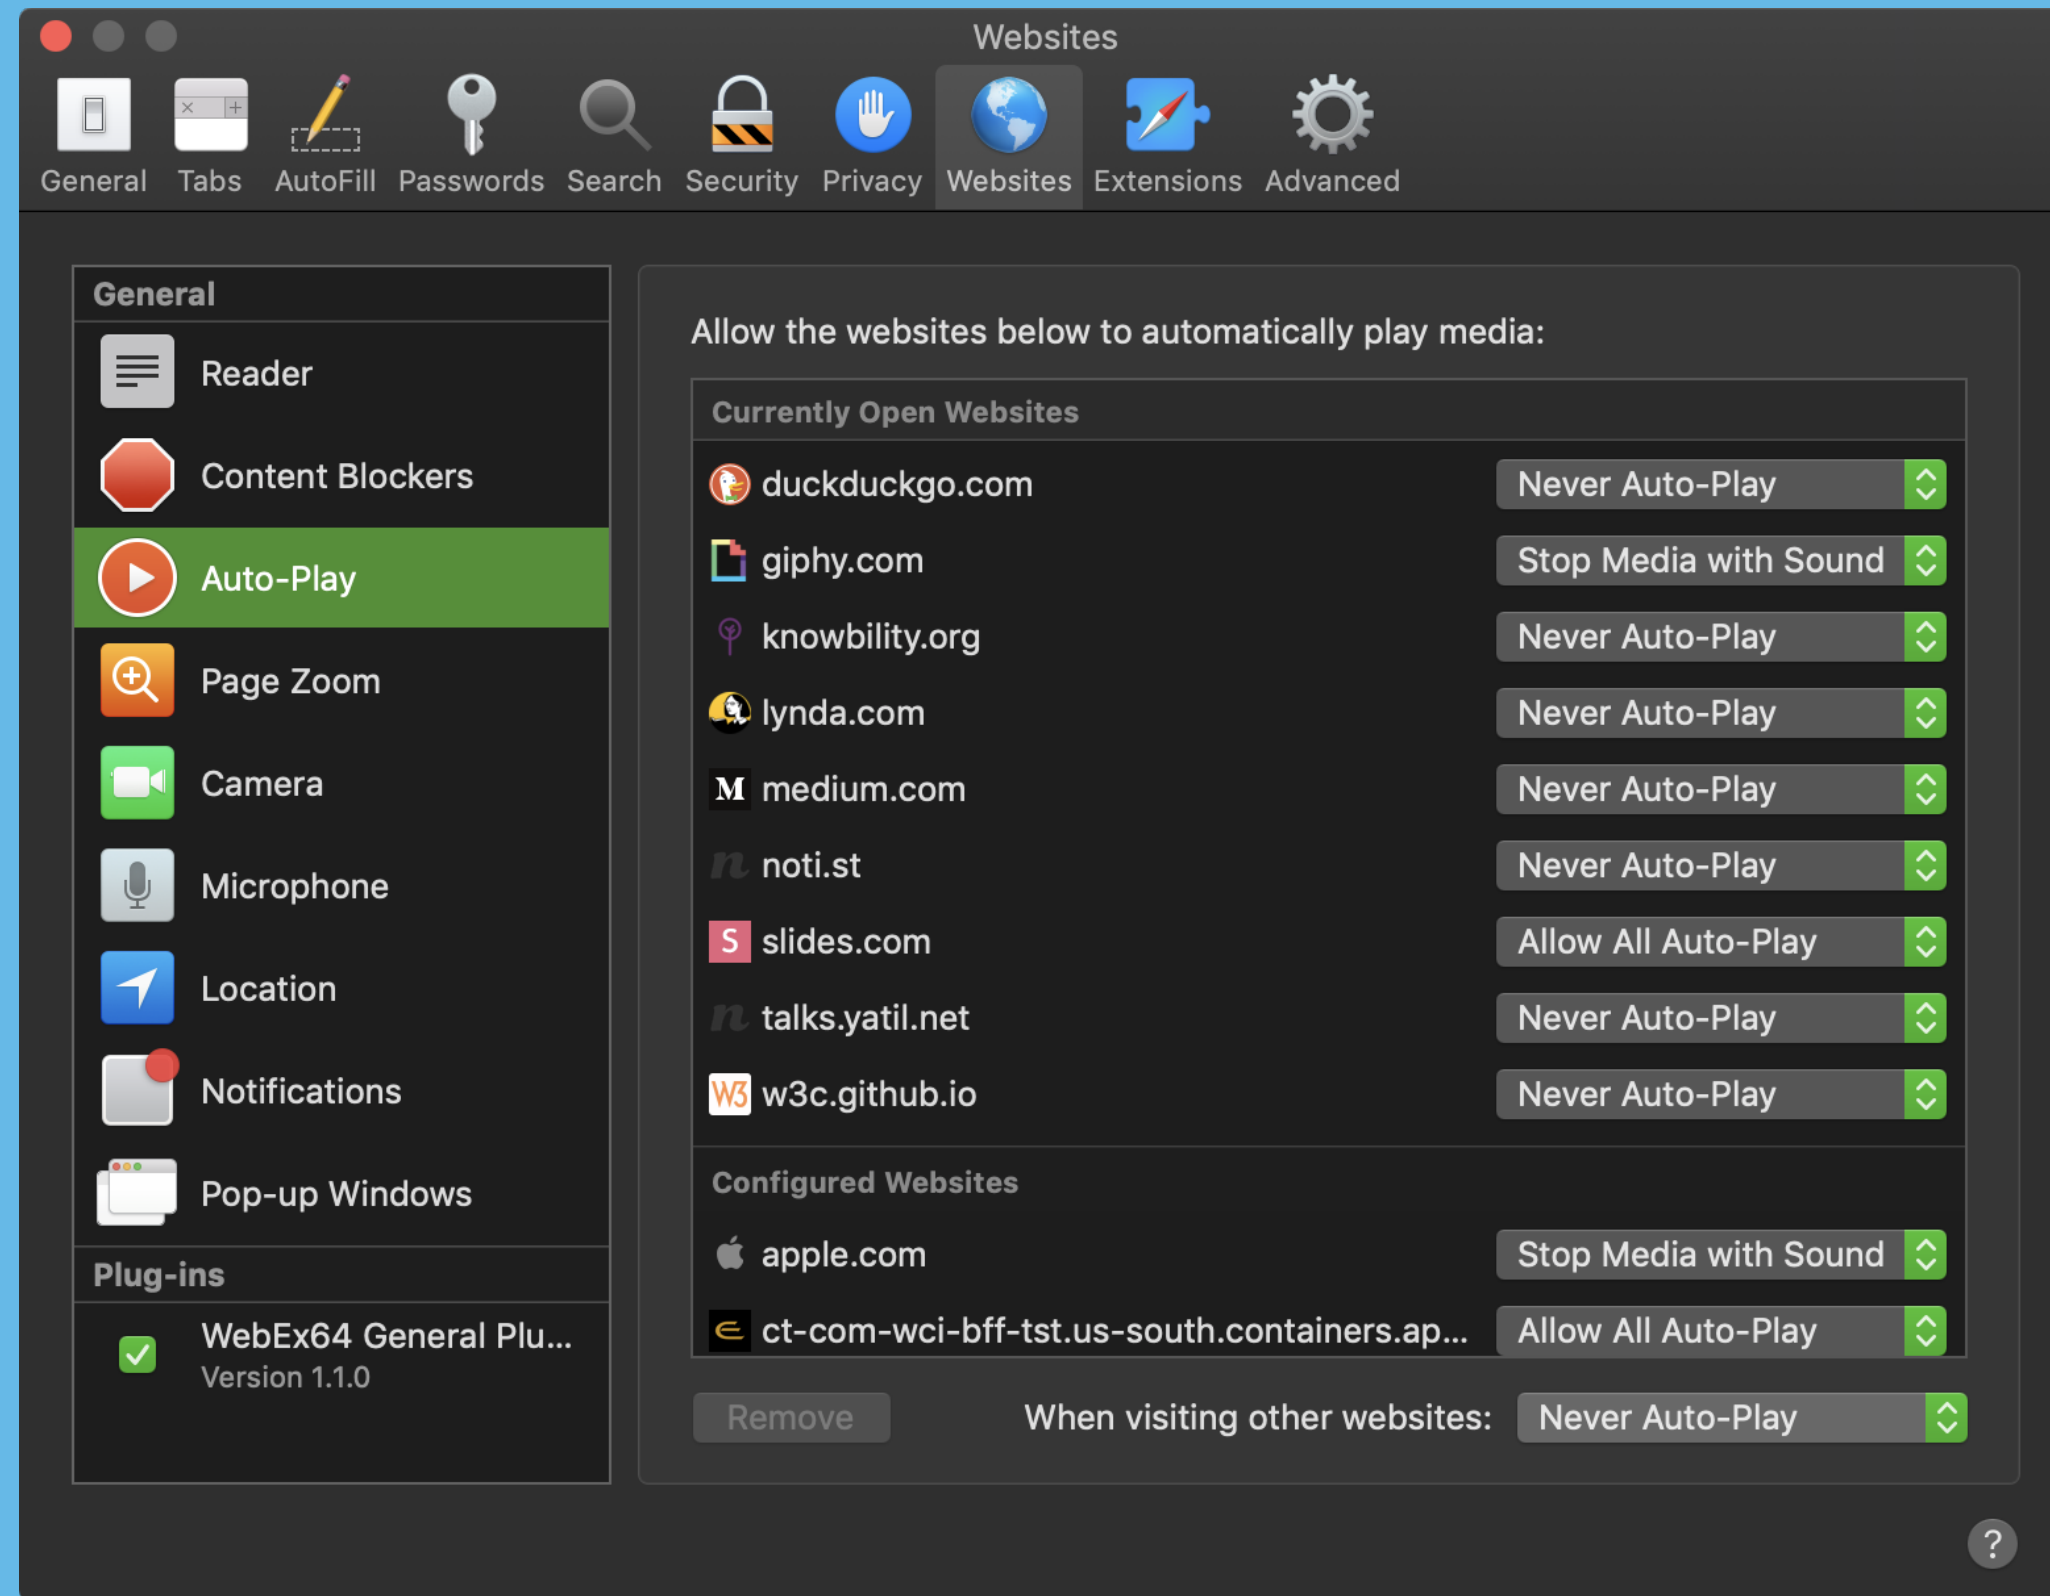 Websites
General Tabs AutoFill Passwords Search Security Privacy Websites Extensions Advanced
General
Reader
Content Blockers
Auto-Play
Page Zoom
Camera
Microphone
Location
Notifications
Pop-up Windows
Plug-ins
WebEx64 General Plu...
Version 1.1.0
Allow the websites below to automatically play media:
Currently Open Websites
duckduckgo.com Never Auto-Play
giphy.com Stop Media with Sound
knowbility.org Never Auto-Play
lynda.com Never Auto-Play
M medium.com Never Auto-Play
n noti.st Never Auto-Play
S slides.com Allow All Auto-Play
n talks.yatil.net Never Auto-Play
W3 w3c.github.io Never Auto-Play
Configured Websites
apple.com Stop Media with Sound
ct-com-wci-bff-tst.us-south.containers.ap... Allow All Auto-Play
Remove When visiting other websites: Never Auto-Play
?